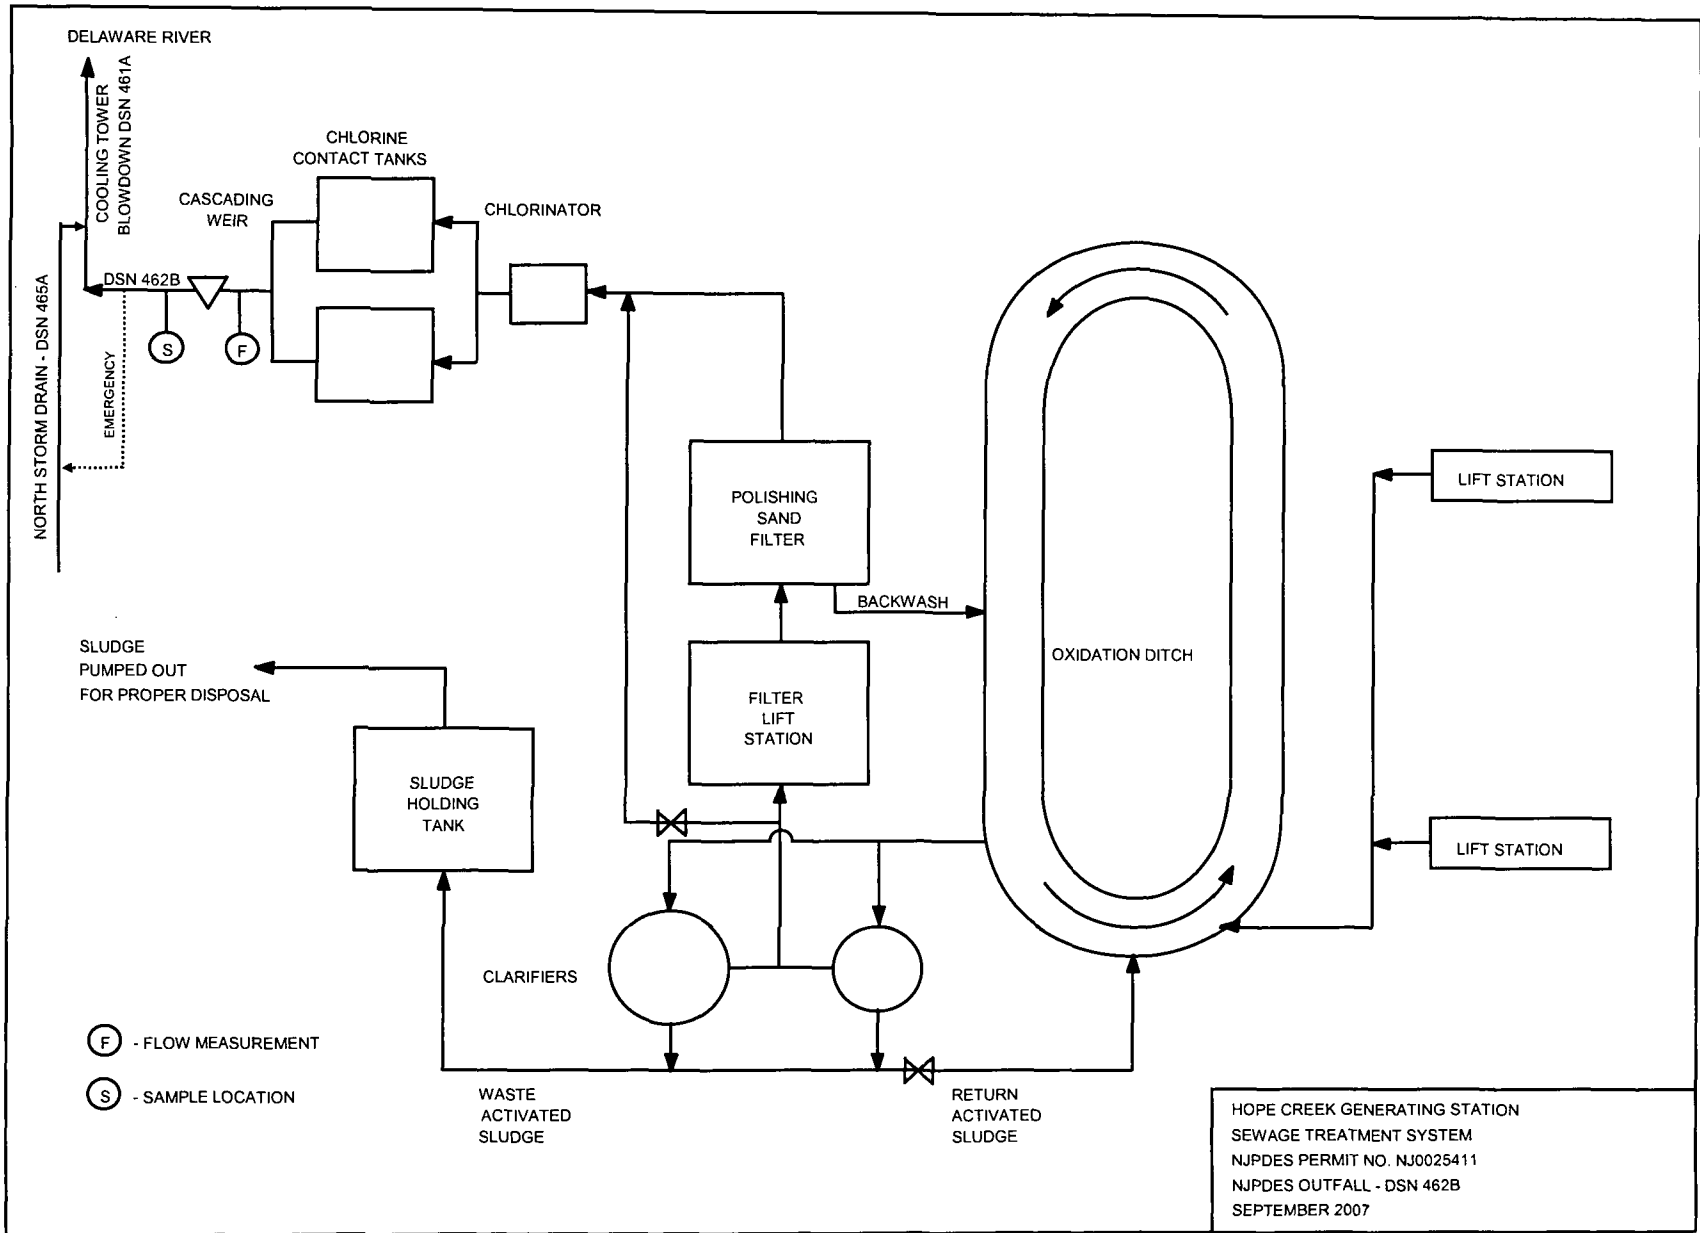 DELAWARE RIVER
COOLING TOWER
BLOWDOWN DSN 461A
CHLORINE
CONTACT TANKS
CASCADING
WEIR
CHLORINATOR
DSN 462B
S
F
EMERGENCY
NORTH STORM DRAIN - DSN 465A
POLISHING
SAND
FILTER
BACKWASH
LIFT STATION
OXIDATION DITCH
SLUDGE
PUMPED OUT
FOR PROPER DISPOSAL
FILTER
LIFT
STATION
SLUDGE
HOLDING
TANK
LIFT STATION
CLARIFIERS
F - FLOW MEASUREMENT
S - SAMPLE LOCATION
WASTE
ACTIVATED
SLUDGE
RETURN
ACTIVATED
SLUDGE
HOPE CREEK GENERATING STATION
SEWAGE TREATMENT SYSTEM
NJPDES PERMIT NO. NJ0025411
NJPDES OUTFALL - DSN 462B
SEPTEMBER 2007